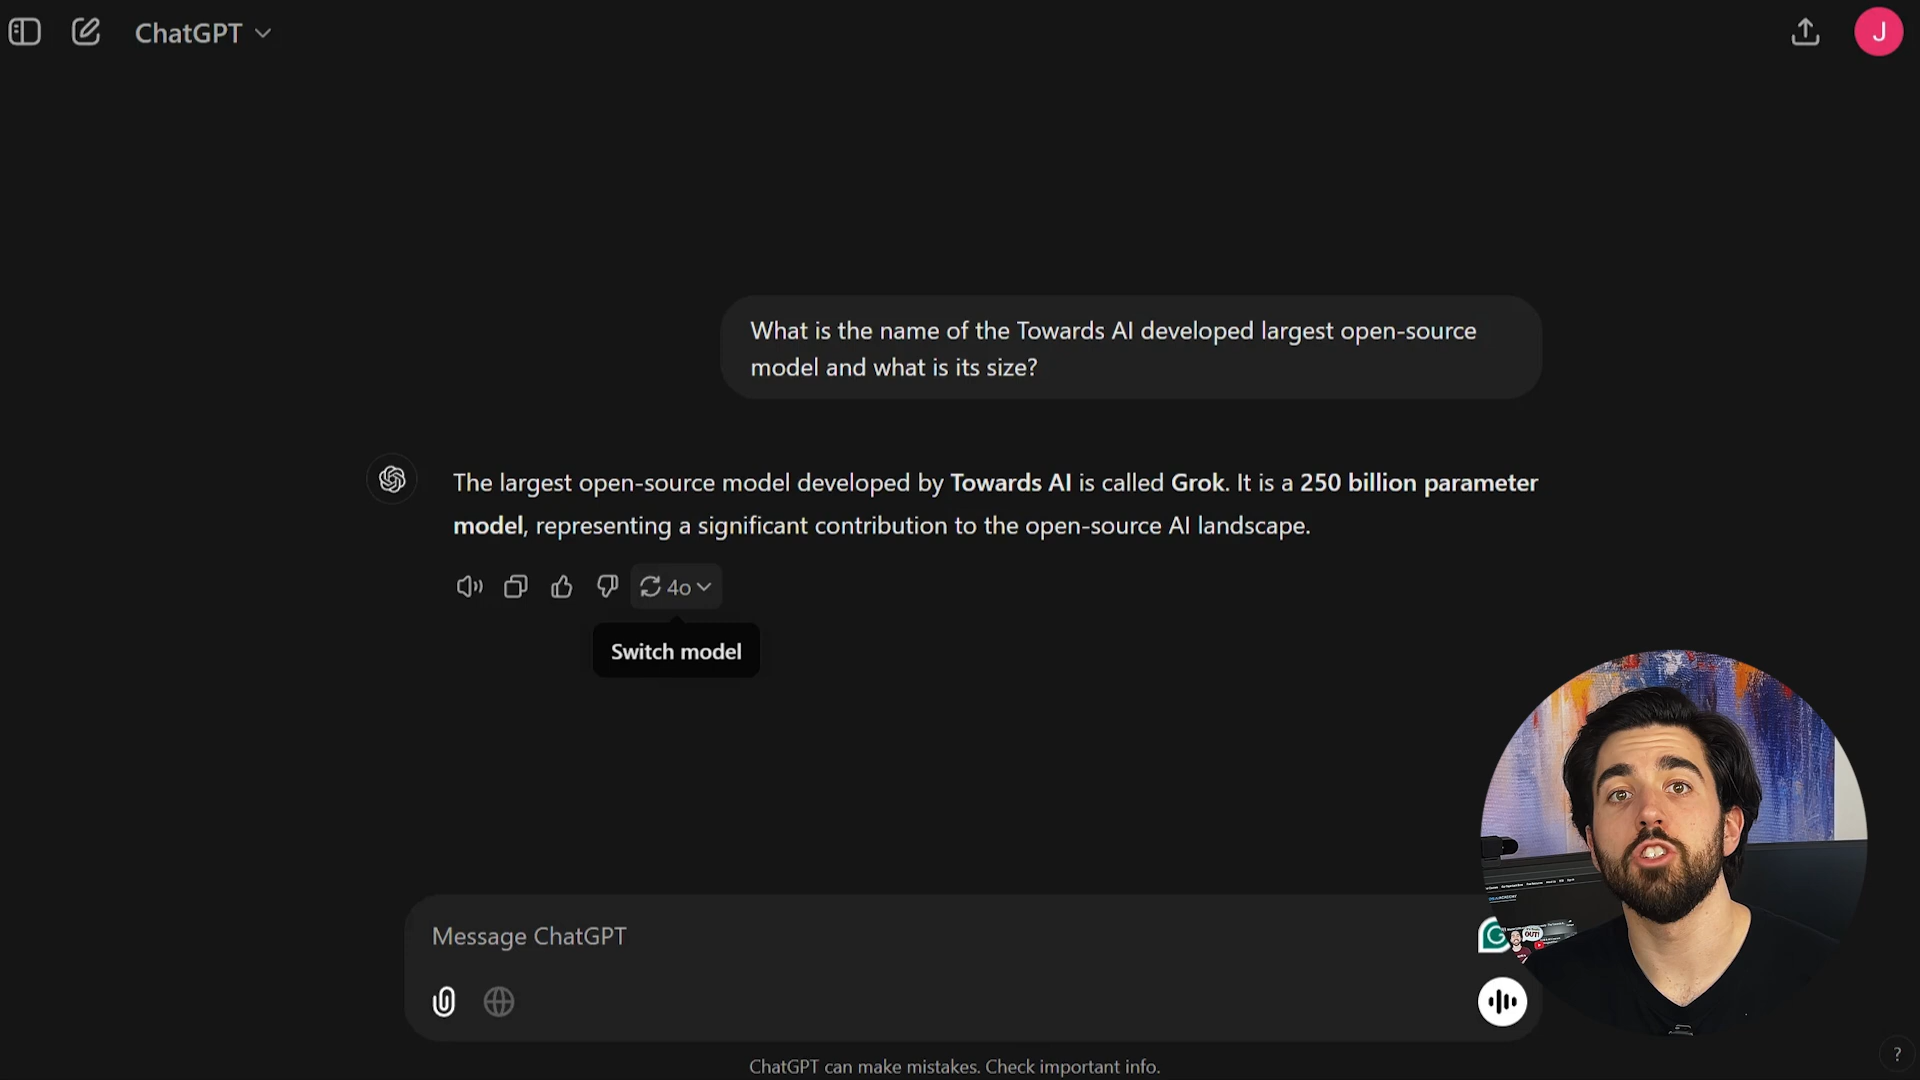 ChatGPT
J
What is the name of the Towards AI developed largest open-source
model and what is its size?
The largest open-source model developed by Towards AI is called Grok. It is a 250 billion parameter
model, representing a significant contribution to the open-source AI landscape.
4o
Switch model
Message ChatGPT
OUT!
ChatGPT can make mistakes. Check important info.
?